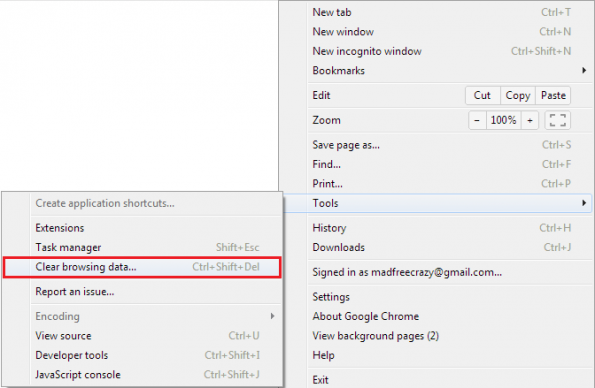 New tab Ctrl+T
New window Ctrl+N
New incognito window Ctrl+Shift+N
Bookmarks
Edit Cut Copy Paste
Zoom − 100% +
Save page as... Ctrl+S
Find... Ctrl+F
Print... Ctrl+P
Tools
History Ctrl+H
Downloads Ctrl+J
Signed in as madfreecrazy@gmail.com...
Settings
About Google Chrome
View background pages (2)
Help
Exit
Create application shortcuts...
Extensions
Task manager Shift+Esc
Clear browsing data... Ctrl+Shift+Del
Report an issue...
Encoding
View source Ctrl+U
Developer tools Ctrl+Shift+I
JavaScript console Ctrl+Shift+J